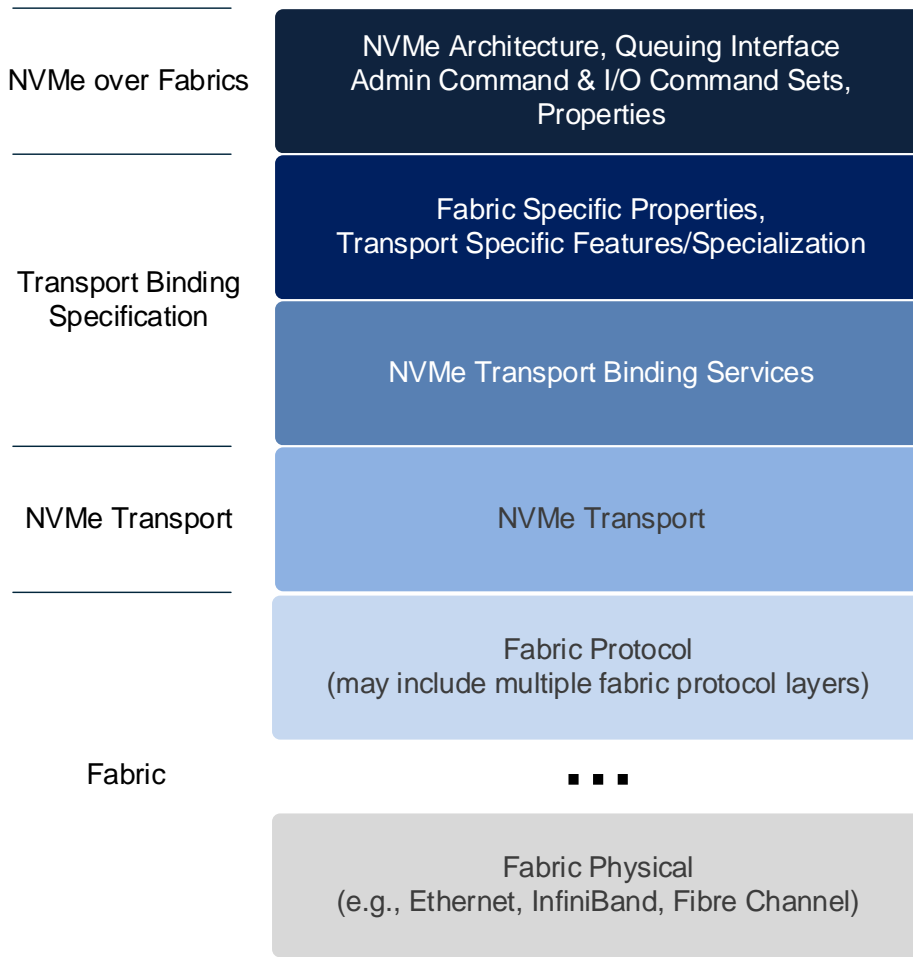 NVMe over Fabrics
NVMe Architecture, Queuing Interface
Admin Command & I/O Command Sets,
Properties
Transport Binding
Specification
Fabric Specific Properties,
Transport Specific Features/Specialization
NVMe Transport Binding Services
NVMe Transport
NVMe Transport
Fabric
Fabric Protocol
(may include multiple fabric protocol layers)
...
Fabric Physical
(e.g., Ethernet, InfiniBand, Fibre Channel)